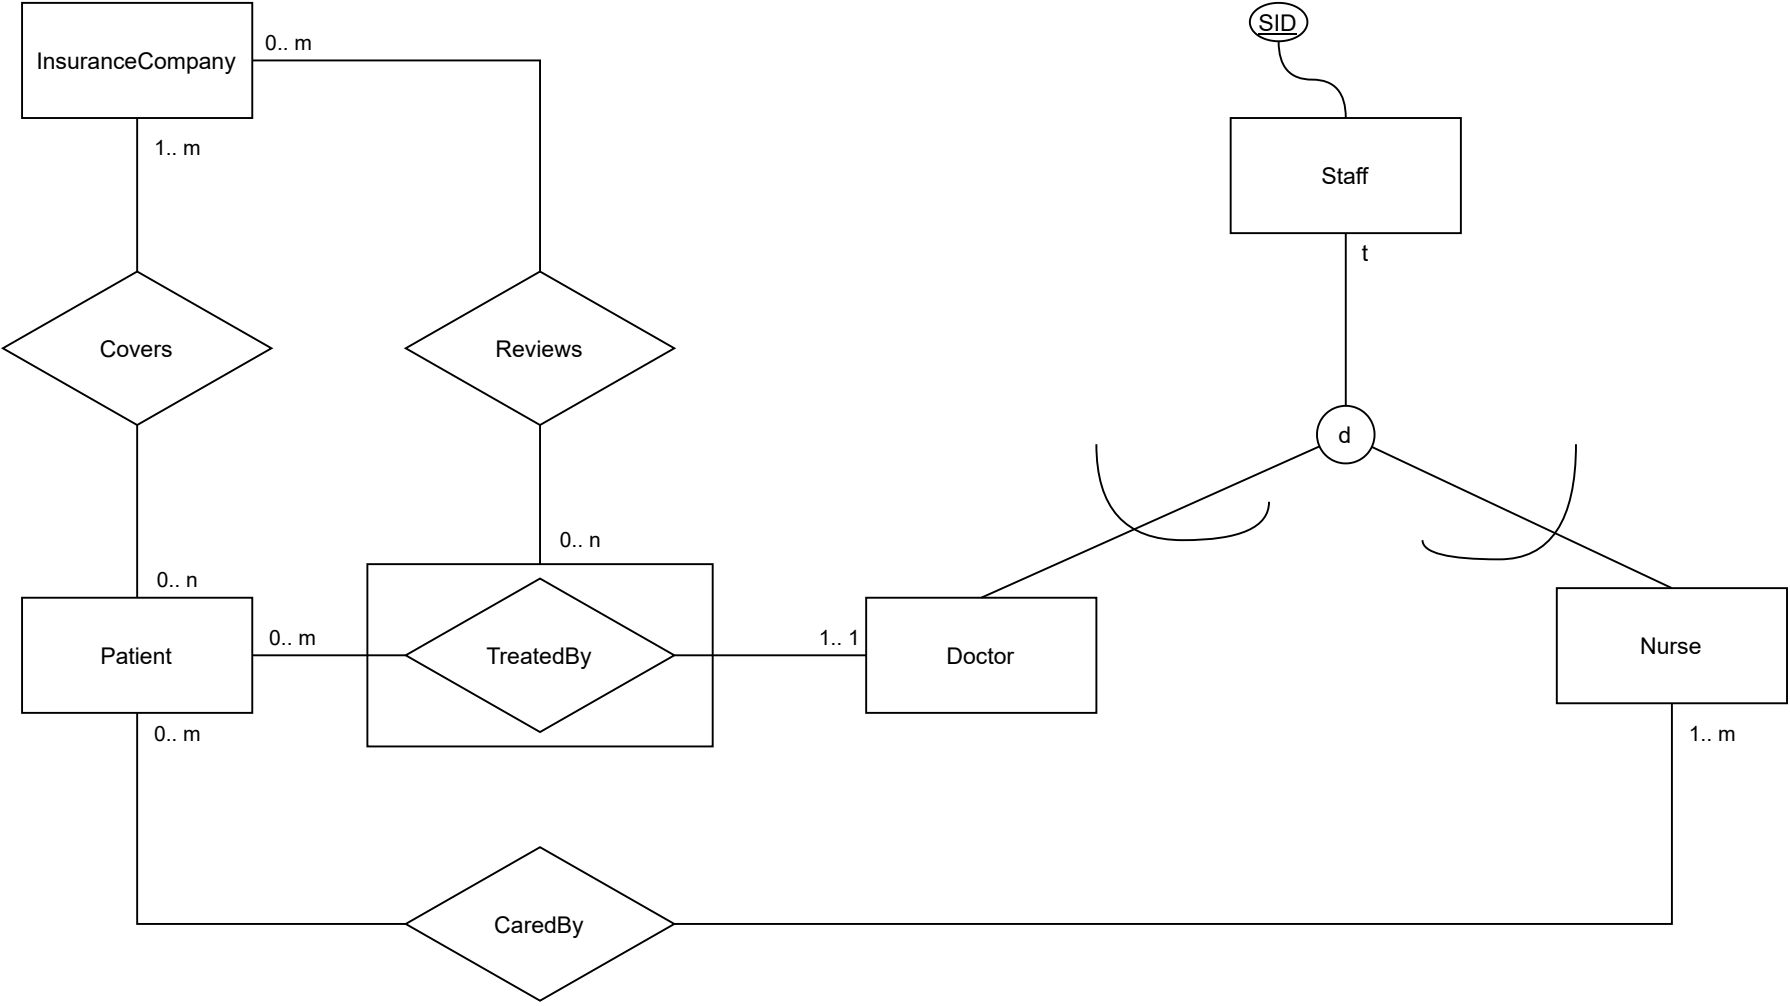 SID
InsuranceCompany
0.. m
1.. m
Staff
t
Covers
Reviews
d
0.. n
0.. n
Patient
0.. m
TreatedBy
1.. 1
Doctor
Nurse
0.. m
1.. m
CaredBy